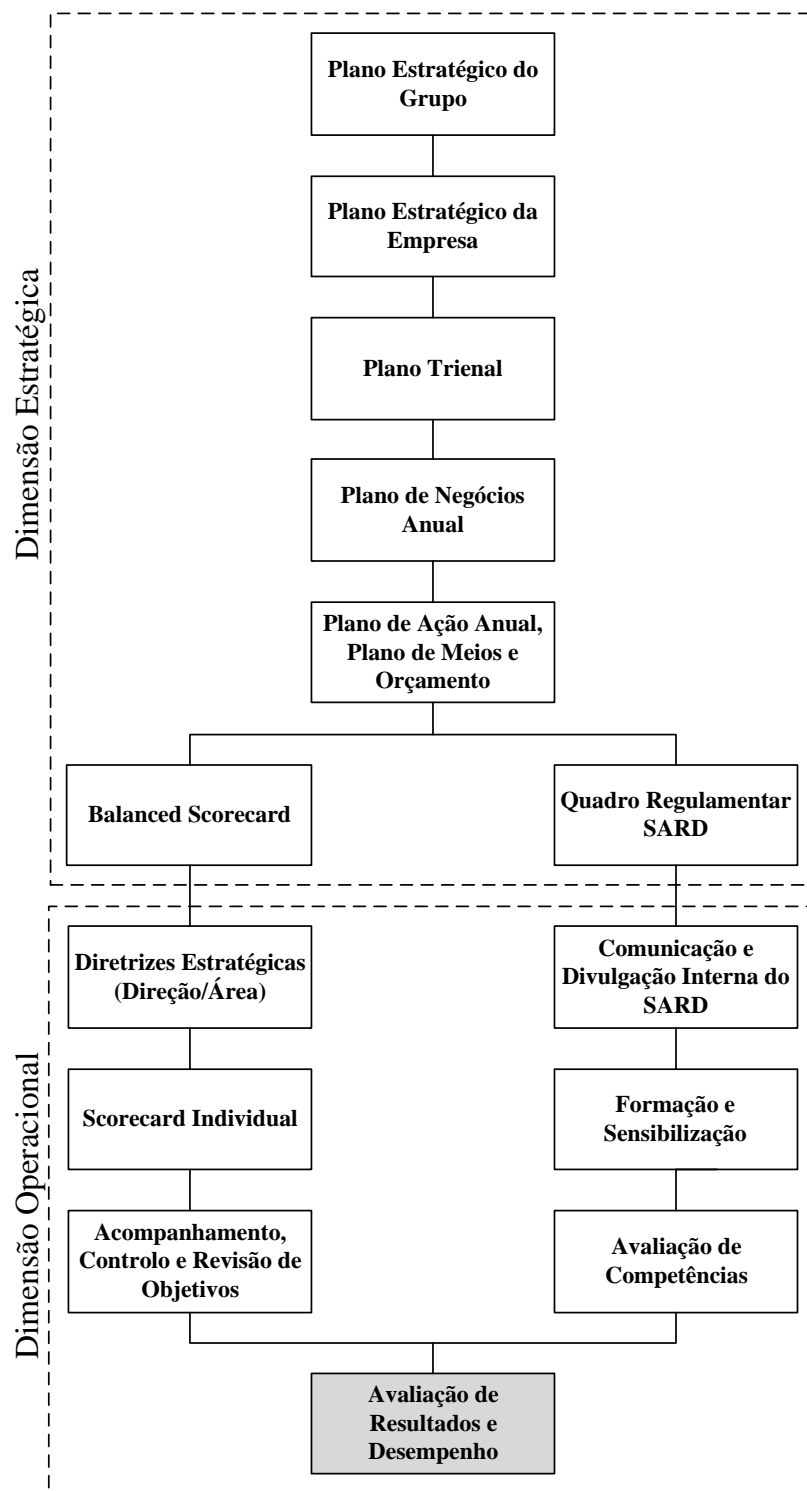 Dimensão Estratégica
Plano Estratégico do
Grupo
Plano Estratégico da
Empresa
Plano Trienal
Plano de Negócios
Anual
Plano de Ação Anual,
Plano de Meios e
Orçamento
Balanced Scorecard
Quadro Regulamentar
SARD
Dimensão Operacional
Diretrizes Estratégicas
(Direção/Área)
Comunicação e
Divulgação Interna do
SARD
Scorecard Individual
Formação e
Sensibilização
Acompanhamento,
Controlo e Revisão de
Objetivos
Avaliação de
Competências
Avaliação de
Resultados e
Desempenho